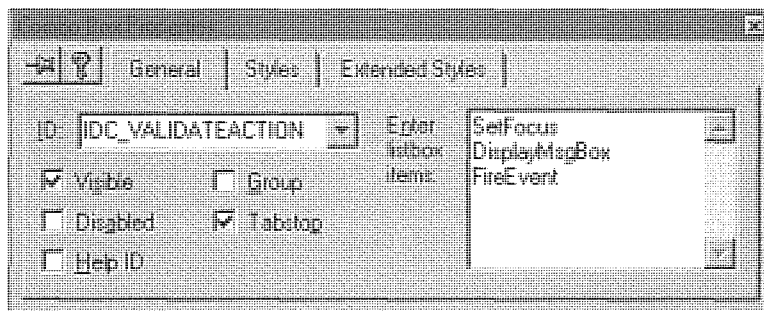 General Styles Extended Styles
ID: IDC_VALIDATEACTION
Enter listbox items:
SetFocus
DisplayMsgBox
FireEvent
Visible Group
Disabled Tabstop
Help ID